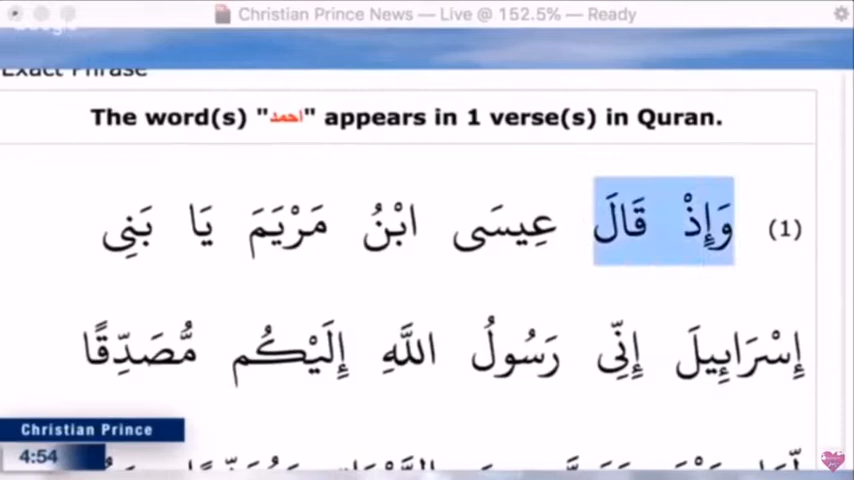 Christian Prince News — Live @ 152.5% — Ready
Google
Exact Phrase
The word(s) "احمد" appears in 1 verse(s) in Quran.
(1) وَإِذْ قَالَ عِيسَى ابْنُ مَرْيَمَ يَا بَنِي
إِسْرَائِيلَ إِنِّي رَسُولُ اللَّهِ إِلَيْكُم مُّصَدِّقًا
Christian Prince
4:54